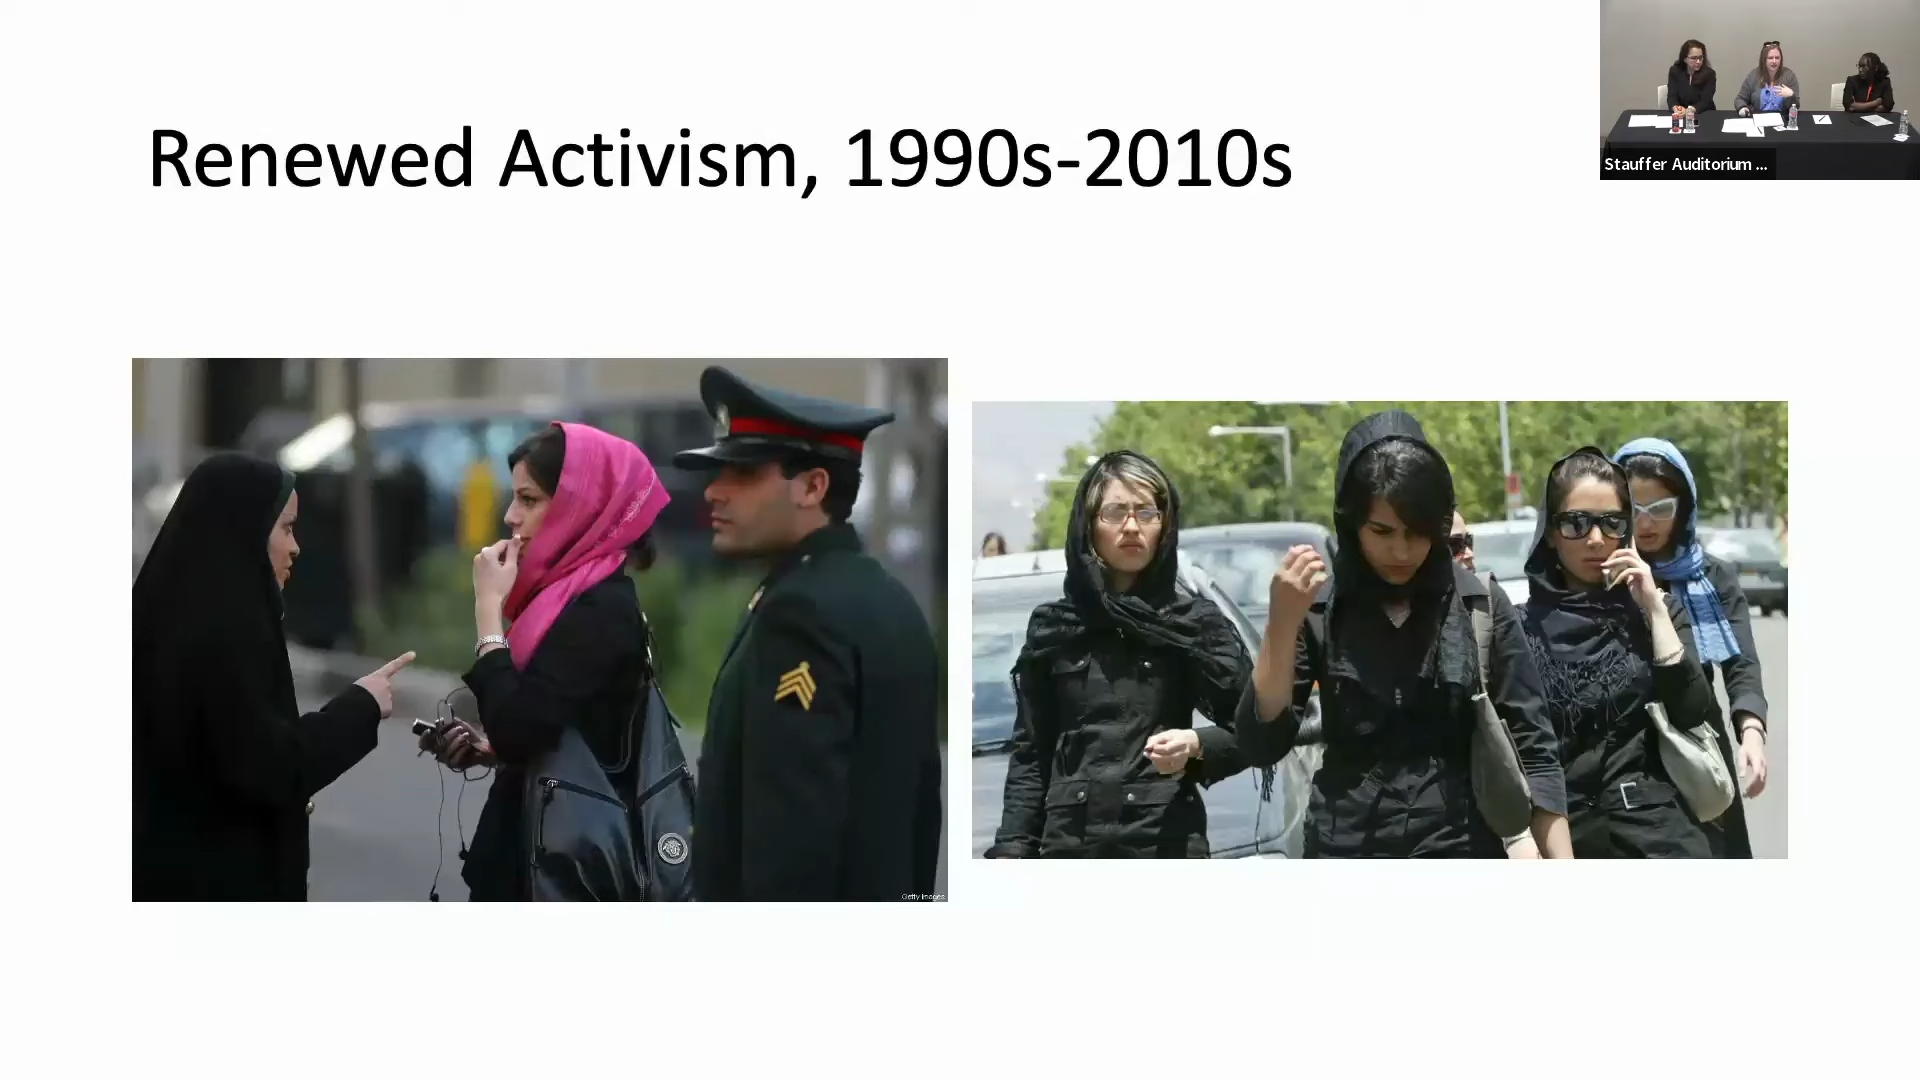 Renewed Activism, 1990s-2010s
Stauffer Auditorium ...
Getty Images